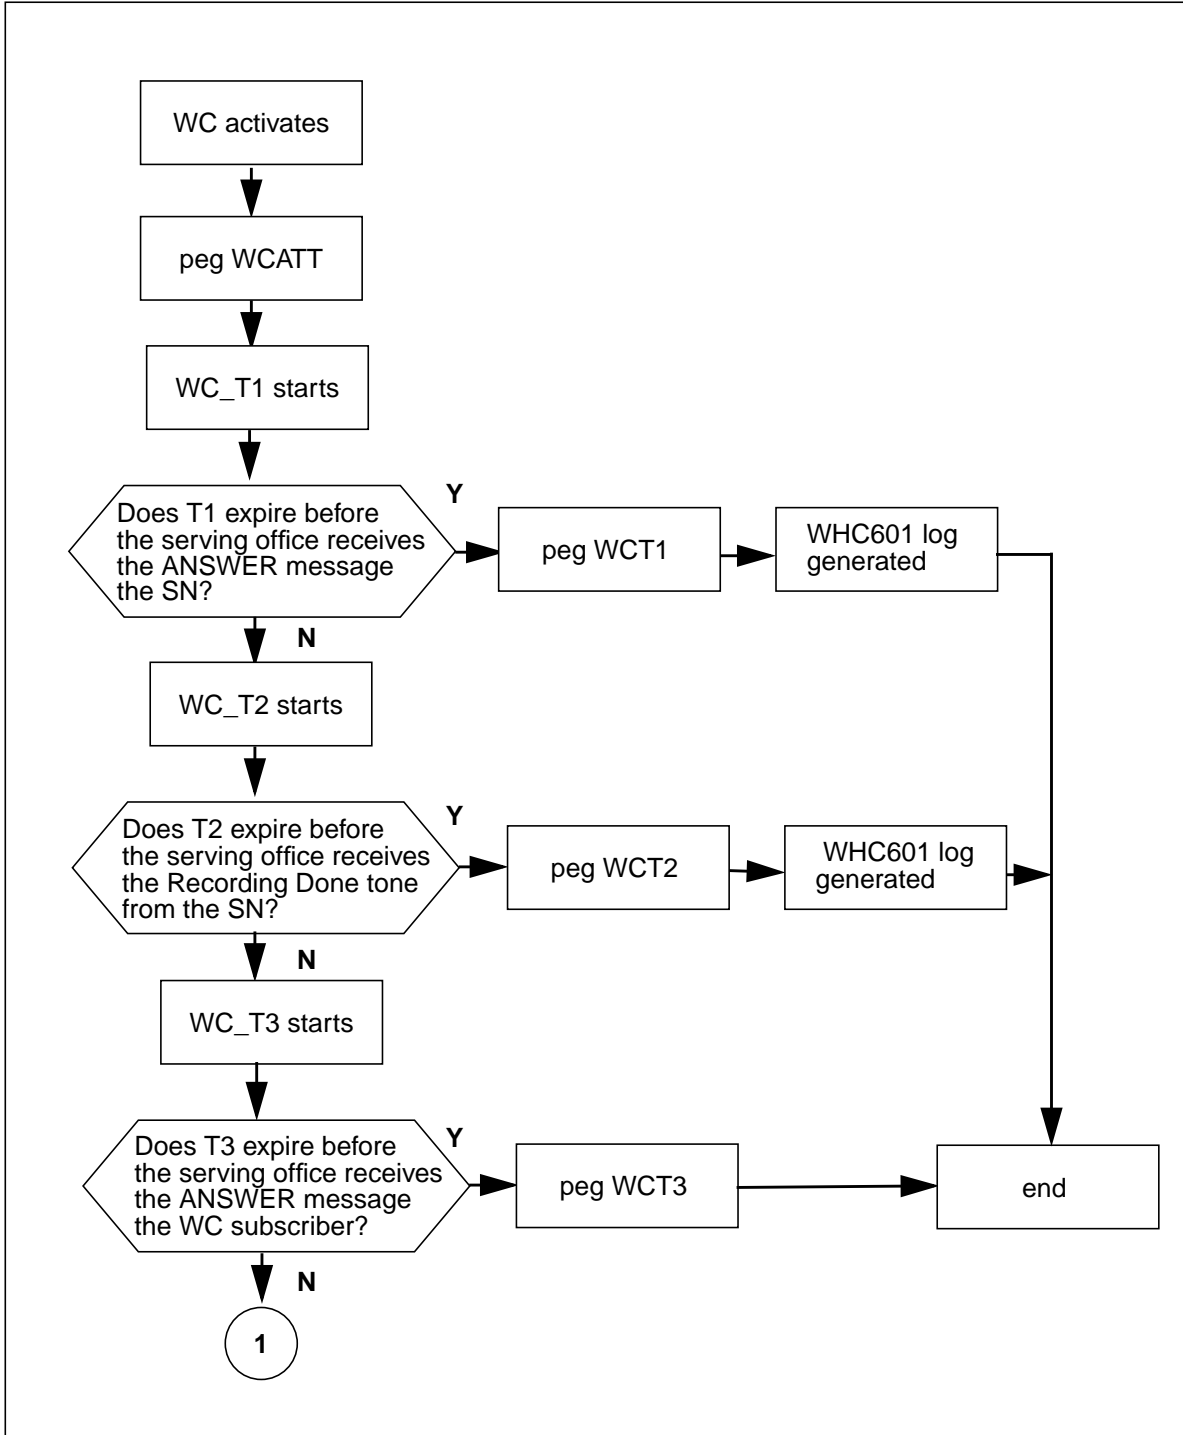 WC activates
peg WCATT
WC_T1 starts
Does T1 expire before
the serving office receives
the ANSWER message
the SN?
Y
peg WCT1
WHC601 log
generated
N
WC_T2 starts
Does T2 expire before
the serving office receives
the Recording Done tone
from the SN?
Y
peg WCT2
WHC601 log
generated
N
WC_T3 starts
Does T3 expire before
the serving office receives
the ANSWER message
the WC subscriber?
Y
peg WCT3
end
N
1